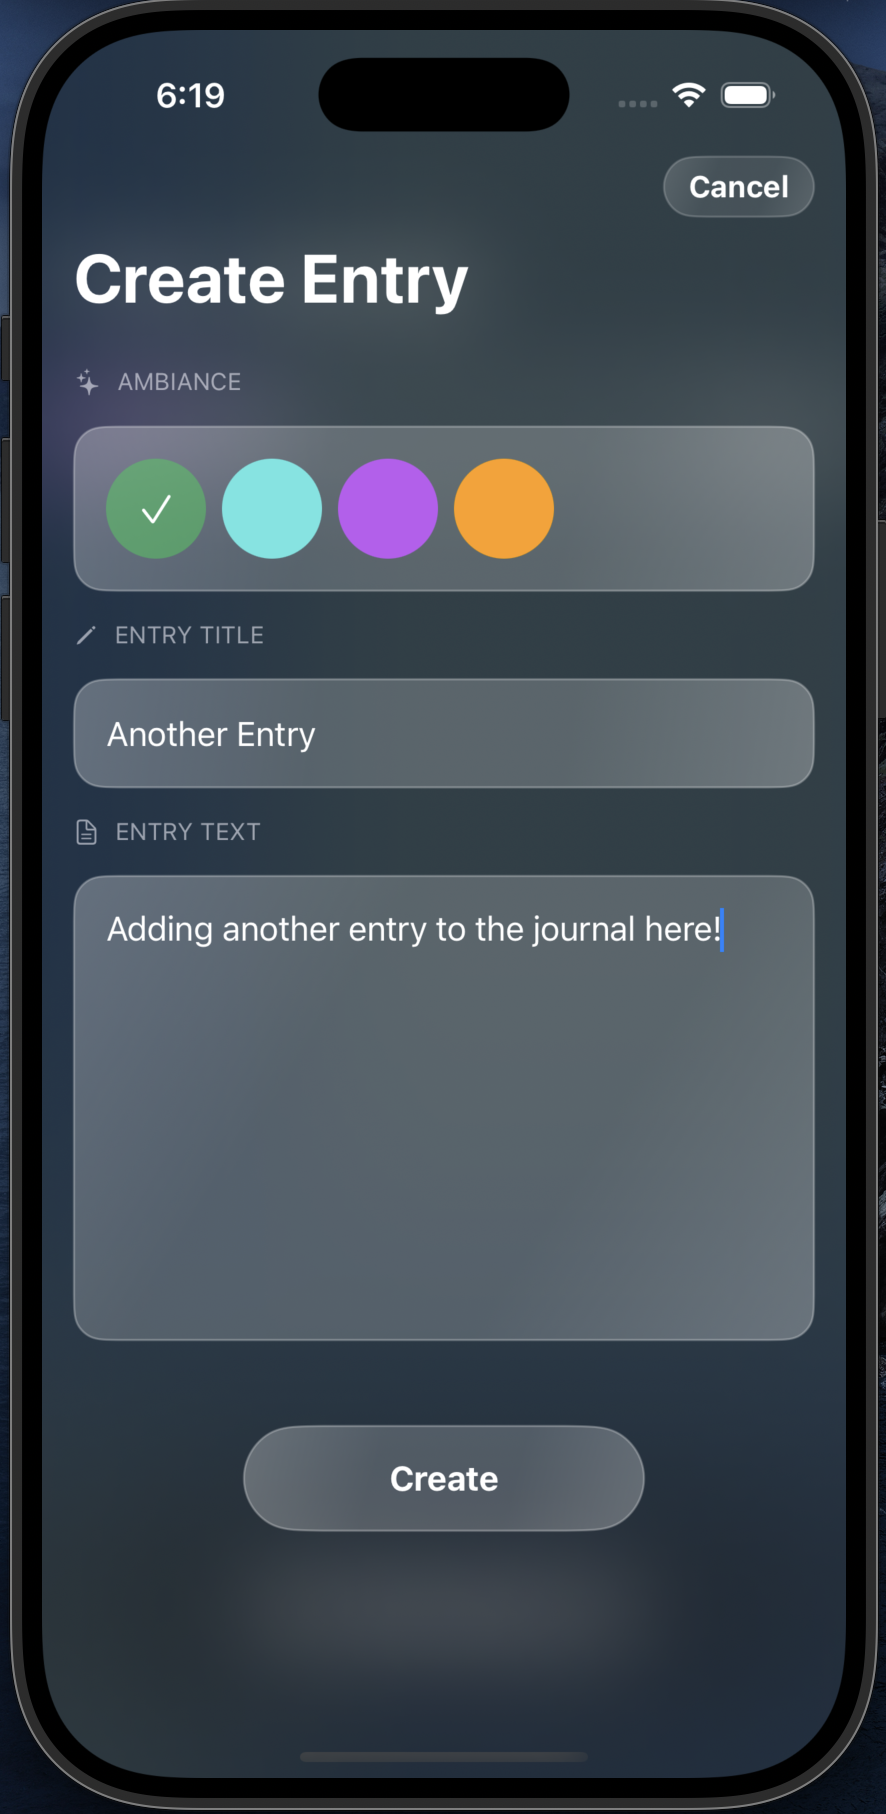 6:19
Cancel
Create Entry
AMBIANCE
ENTRY TITLE
Another Entry
ENTRY TEXT
Adding another entry to the journal here!
Create